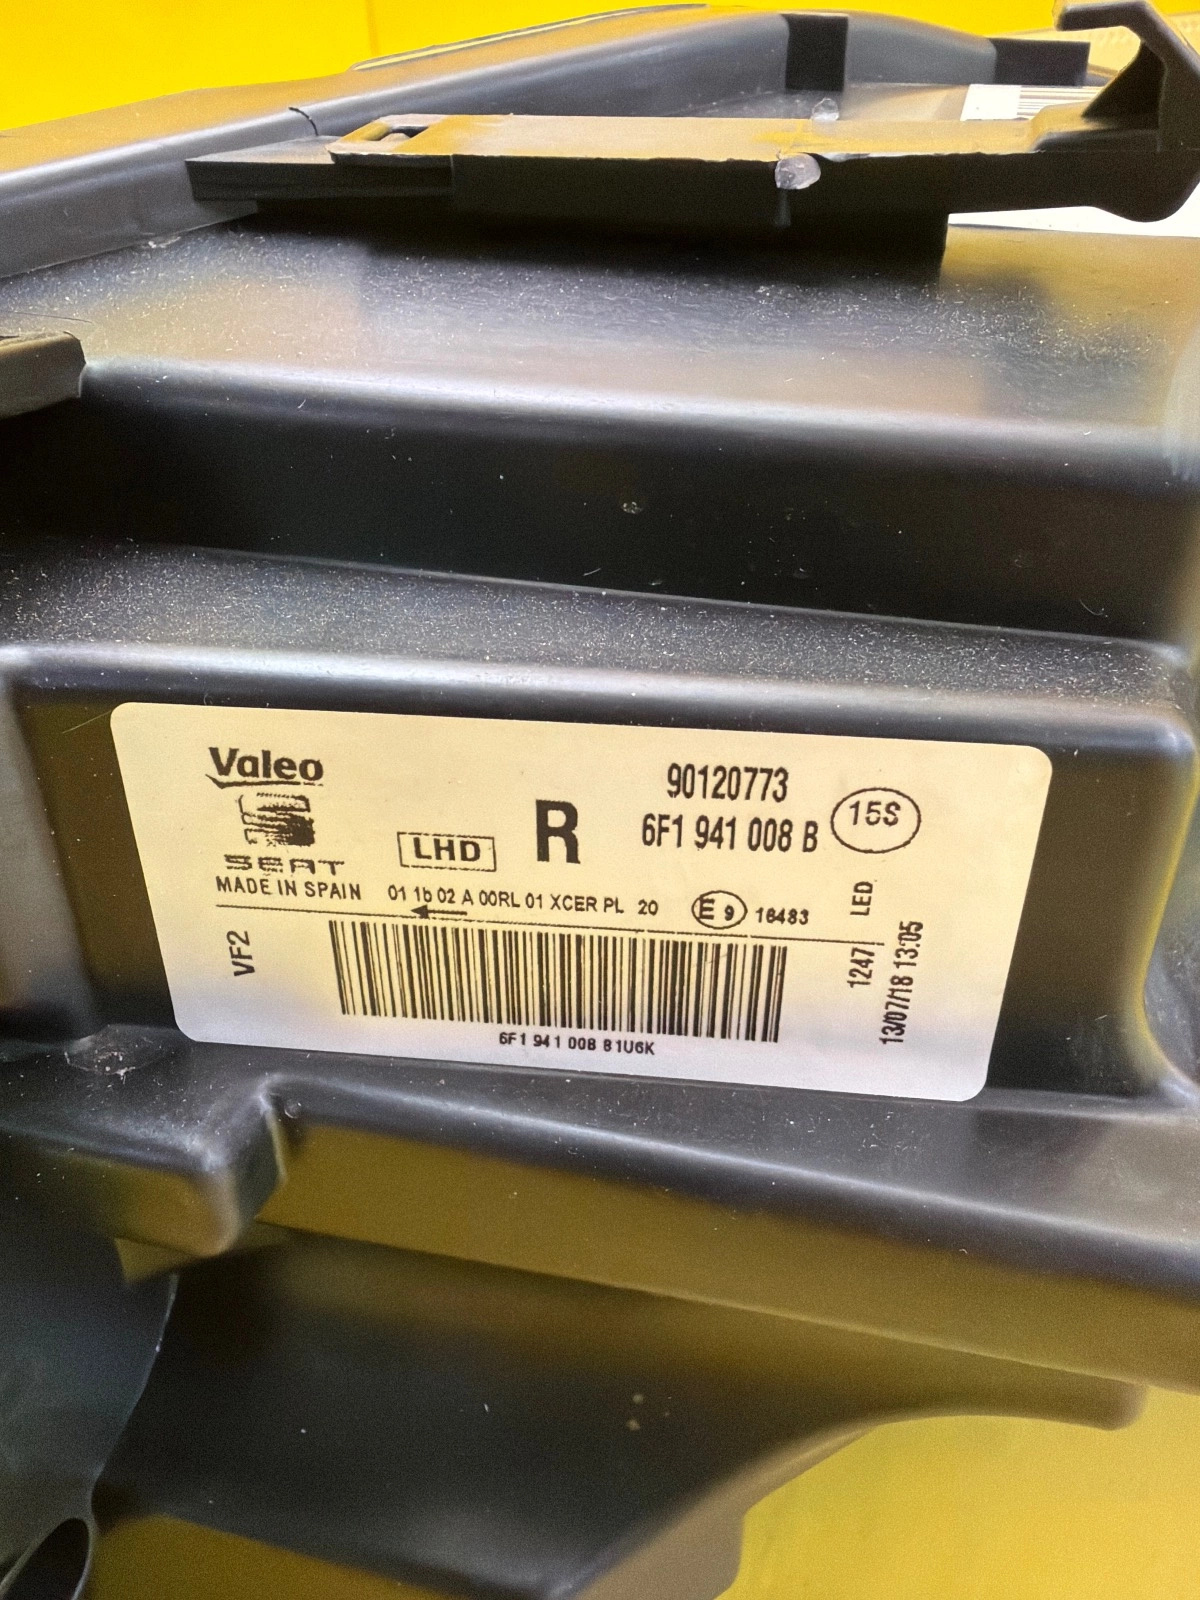 Valeo
SEAT
MADE IN SPAIN
LHD
R
90120773
6F1 941 008 B
15S
01 1b 02 A 00RL 01 XCER PL 20
E 9 16483
LED
VF2
1247
13/07/18 13:05
6F1 941 008 B1U6K